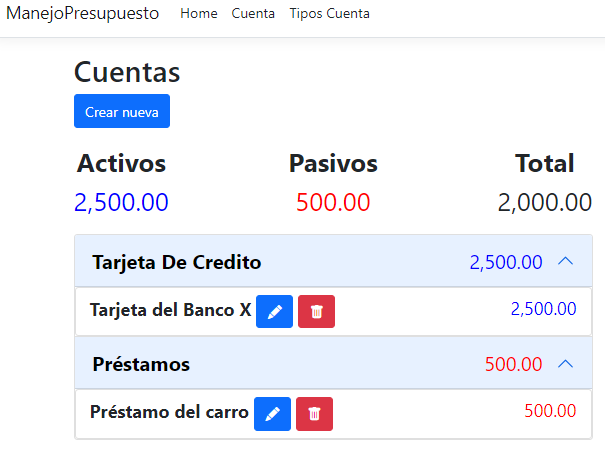 ManejoPresupuesto Home Cuenta Tipos Cuenta
Cuentas
Crear nueva
Activos Pasivos Total
2,500.00 500.00 2,000.00
Tarjeta De Credito 2,500.00
Tarjeta del Banco X 2,500.00
Préstamos 500.00
Préstamo del carro 500.00